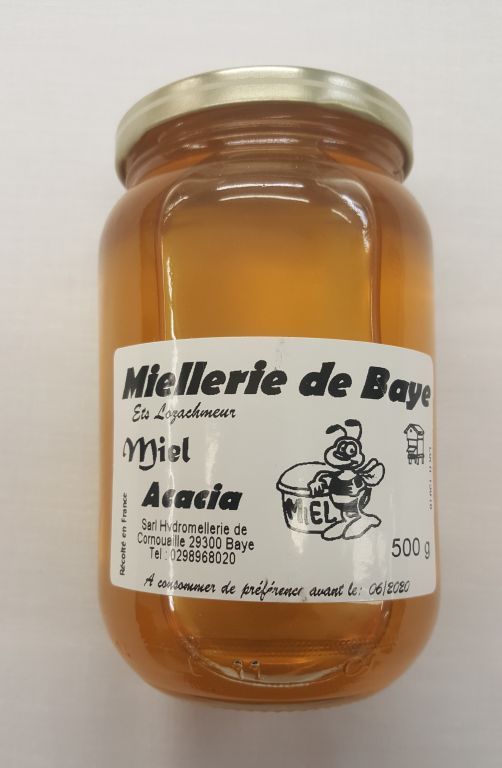 Miellerie de Baye
Ets Lozachmeur
Miel
Acacia
MIEL
Sarl Hydromellerie de
Cornouaille 29300 Baye
Tel : 0298968020
500 g
Récolté en France
A consommer de préférence avant le: 06/2020